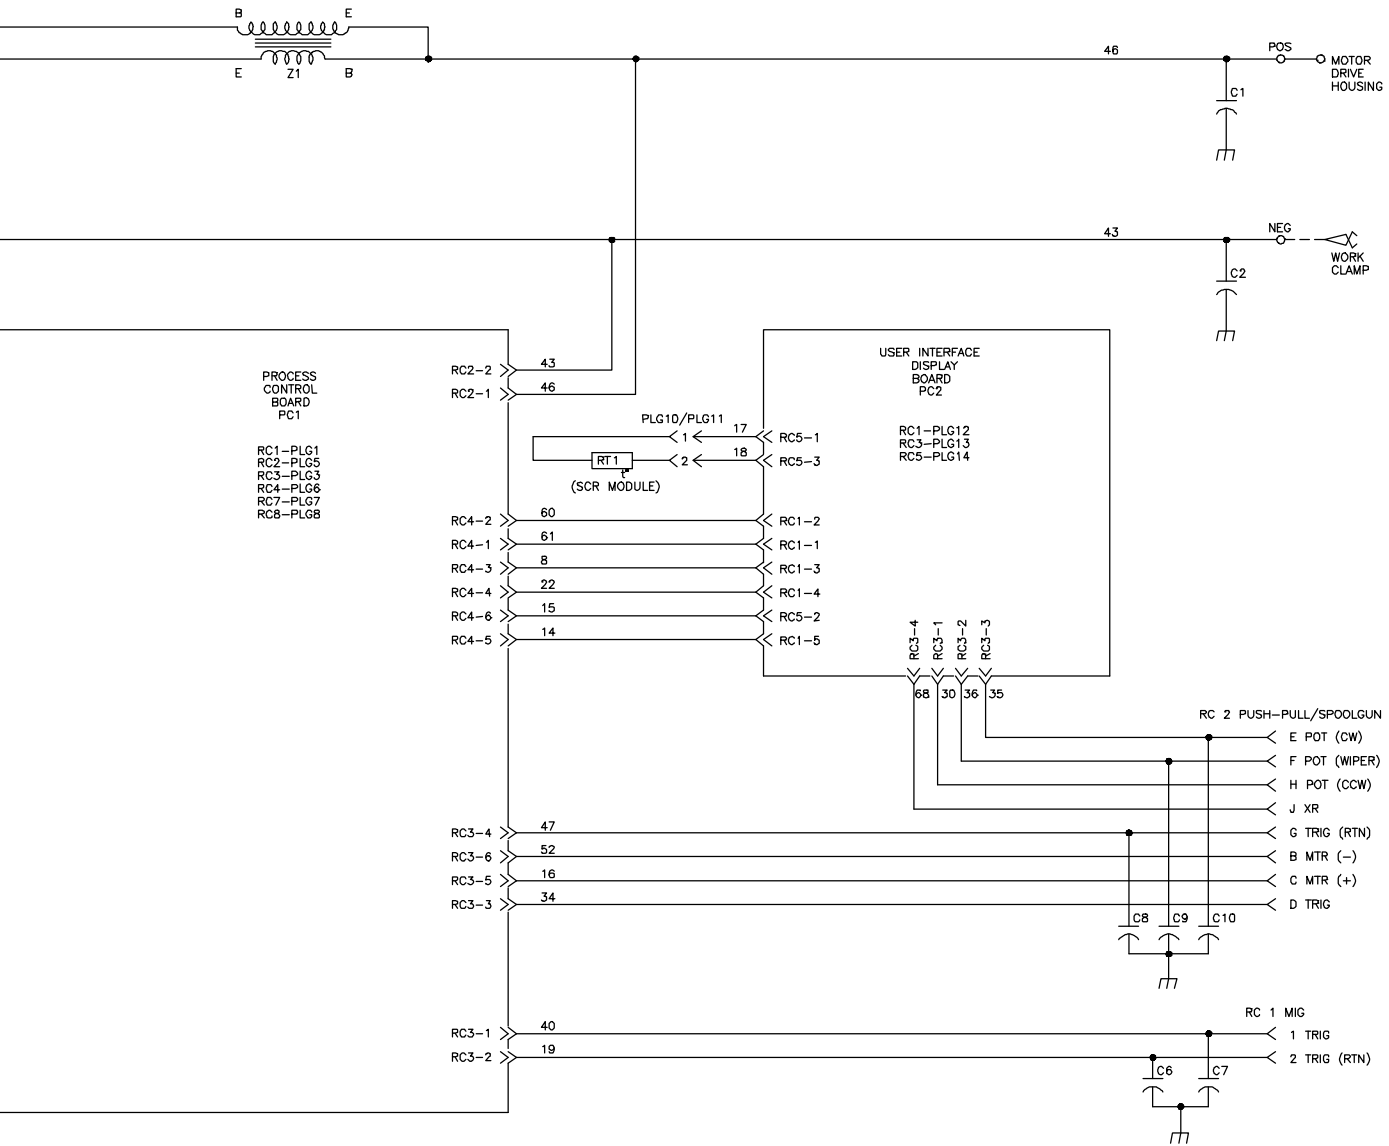 B
E
E
Z1
B
46
POS
MOTOR
DRIVE
HOUSING
C1
43
NEG
WORK
CLAMP
C2
PROCESS
CONTROL
BOARD
PC1
RC1-PLG1
RC2-PLG5
RC3-PLG3
RC4-PLG6
RC7-PLG7
RC8-PLG8
RC2-2
43
RC2-1
46
USER INTERFACE
DISPLAY
BOARD
PC2
RC1-PLG12
RC3-PLG13
RC5-PLG14
PLG10/PLG11
1
17
RC5-1
RT1
2
18
RC5-3
t°
(SCR MODULE)
RC4-2
60
RC1-2
RC4-1
61
RC1-1
RC4-3
8
RC1-3
RC4-4
22
RC1-4
RC4-6
15
RC5-2
RC4-5
14
RC1-5
RC3-4
RC3-1
RC3-2
RC3-3
68
30
36
35
RC 2 PUSH-PULL/SPOOLGUN
E POT (CW)
F POT (WIPER)
H POT (CCW)
J XR
RC3-4
47
G TRIG (RTN)
RC3-6
52
B MTR (-)
RC3-5
16
C MTR (+)
RC3-3
34
D TRIG
C8
C9
C10
RC 1 MIG
RC3-1
40
1 TRIG
RC3-2
19
2 TRIG (RTN)
C6
C7